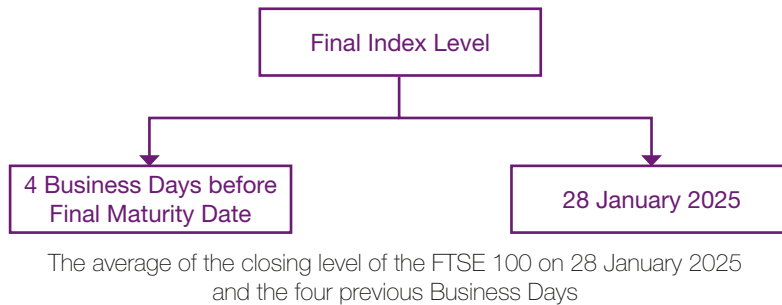 Final Index Level
4 Business Days before
Final Maturity Date
28 January 2025
The average of the closing level of the FTSE 100 on 28 January 2025
and the four previous Business Days